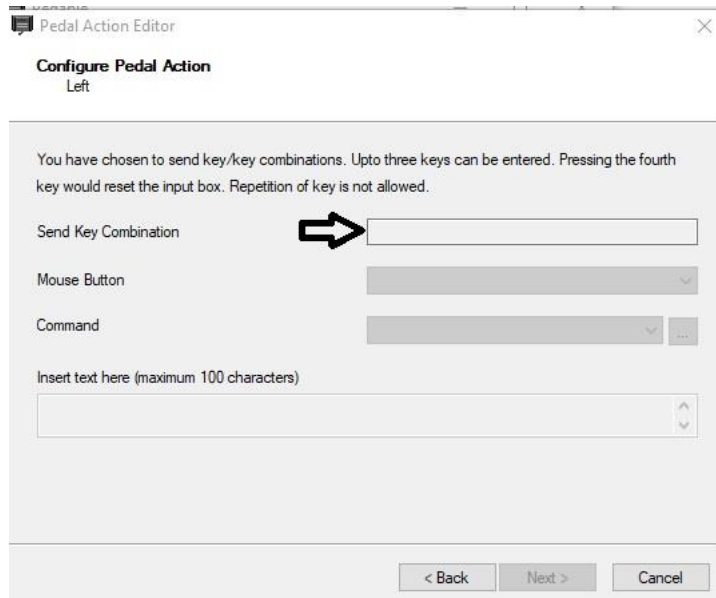 Pedal Action Editor
Configure Pedal Action
Left
You have chosen to send key/key combinations. Upto three keys can be entered. Pressing the fourth
key would reset the input box. Repetition of key is not allowed.
Send Key Combination
Mouse Button
Command
...
Insert text here (maximum 100 characters)
< Back Next > Cancel